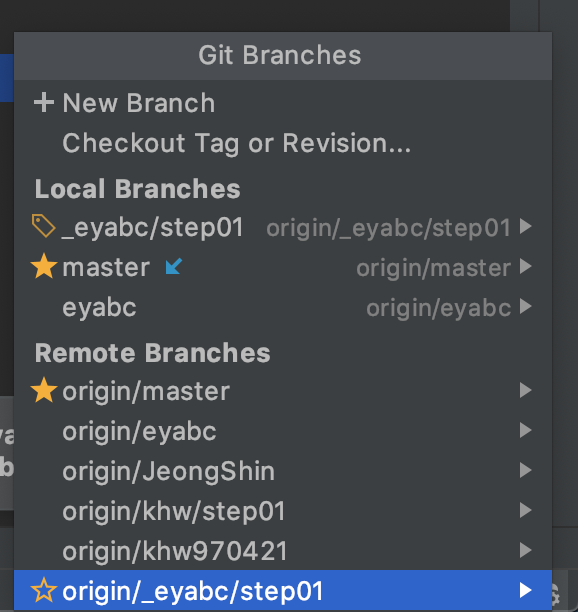 Git Branches
New Branch
Checkout Tag or Revision...
Local Branches
_eyabc/step01 origin/_eyabc/step01
master origin/master
eyabc origin/eyabc
Remote Branches
origin/master
origin/eyabc
origin/JeongShin
origin/khw/step01
origin/khw970421
origin/_eyabc/step01